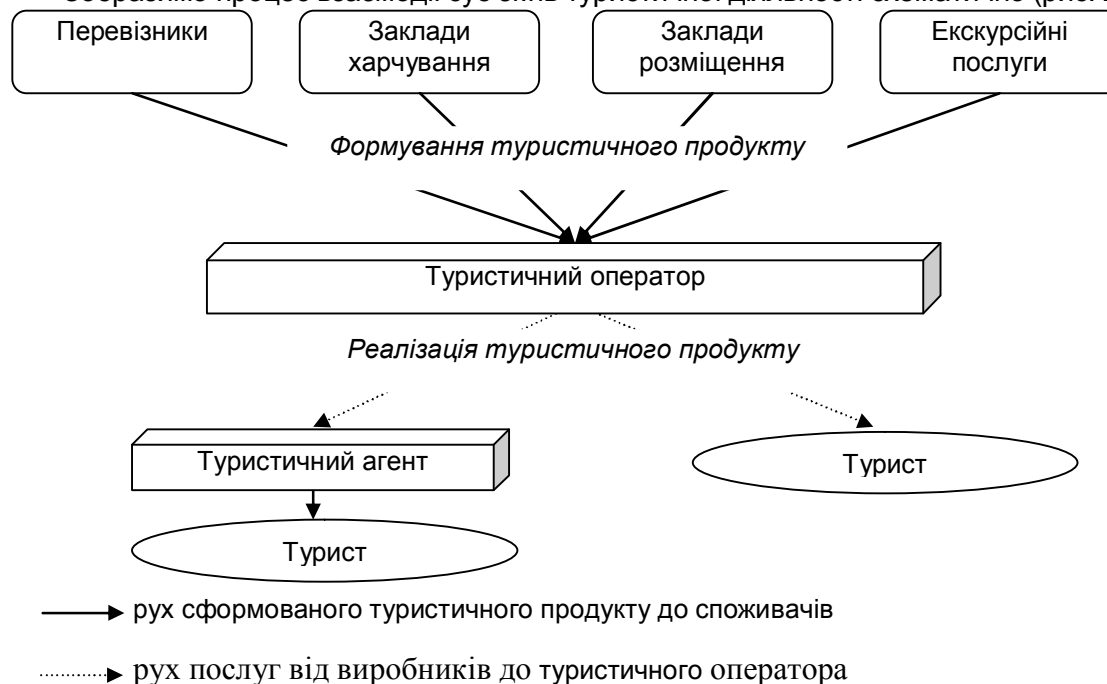 Перевізники
Заклади
харчування
Заклади
розміщення
Екскурсійні
послуги
Формування туристичного продукту
Туристичний оператор
Реалізація туристичного продукту
Туристичний агент
Турист
Турист
рух сформованого туристичного продукту до споживачів
рух послуг від виробників до туристичного оператора